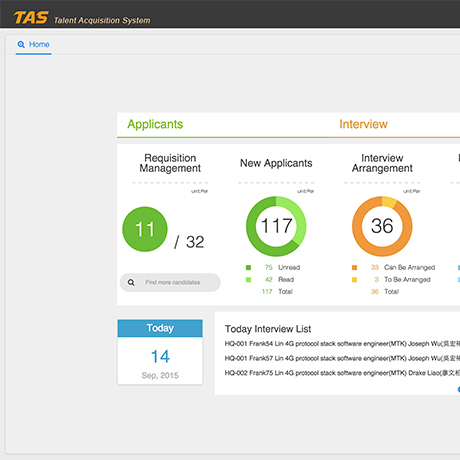 TAS Talent Acquisition System
Home
Applicants
Interview
Requisition
Management
unit:Per
11 / 32
Find more candidates
New Applicants
unit:Per
117
75 Unread
42 Read
117 Total
Interview
Arrangement
unit:Per
36
33 Can Be Arranged
3 To Be Arranged
36 Total
Today
14
Sep, 2015
Today Interview List
HQ-001 Frank54 Lin 4G protocol stack software engineer(MTK) Joseph Wu(吳宏
HQ-001 Frank57 Lin 4G protocol stack software engineer(MTK) Joseph Wu(吳宏
HQ-002 Frank75 Lin 4G protocol stack software engineer(MTK) Drake Liao(廖文